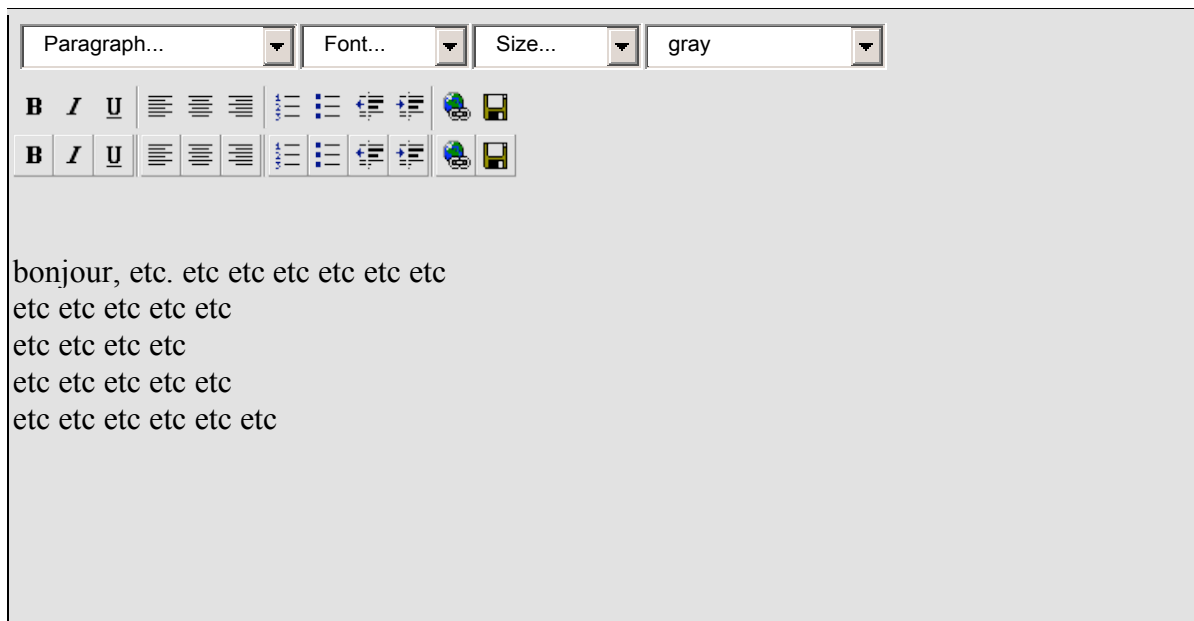 Paragraph... Font... Size... gray
B I U
B I U
bonjour, etc. etc etc etc etc etc etc
etc etc etc etc etc
etc etc etc etc
etc etc etc etc etc
etc etc etc etc etc etc